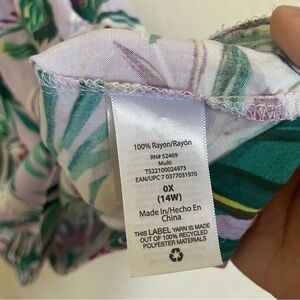 100% Rayon/Rayón
RN# 52469
Multi
TS22100024973
EAN/UPC 7 0377031970
0X
(14W)
Made In/Hecho En
China
THIS LABEL YARN IS MADE
OUT OF 100% RECYCLED
POLYESTER MATERIALS